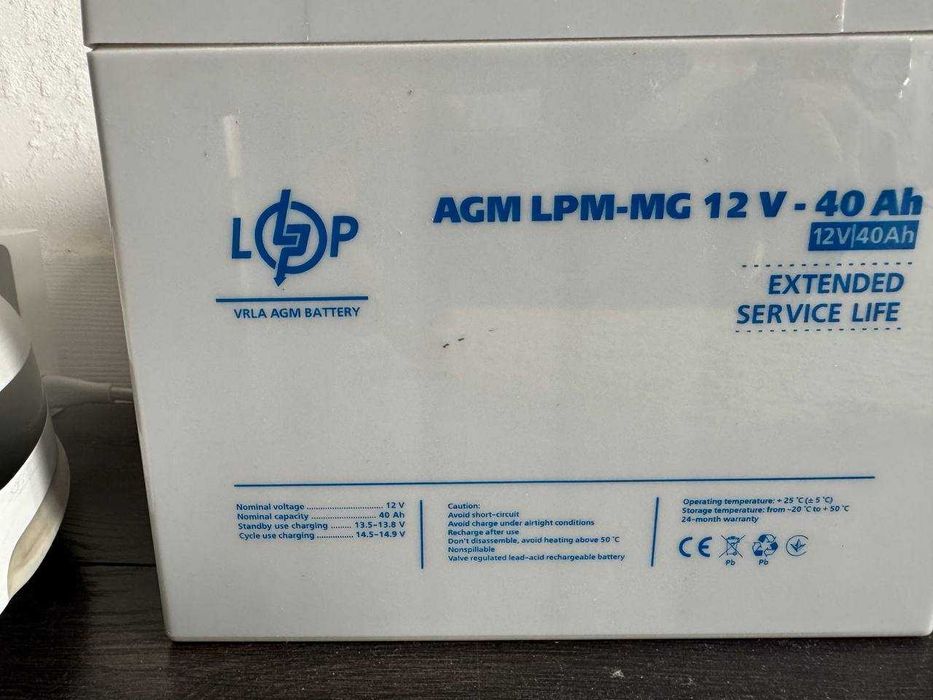 LP
VRLA AGM BATTERY
AGM LPM-MG 12 V - 40 Ah
12V|40Ah
EXTENDED
SERVICE LIFE
Nominal voltage ........................ 12 V
Nominal capacity ..................... 40 Ah
Standby use charging ........ 13.5–13.8 V
Cycle use charging ............ 14.5–14.9 V
Caution:
Avoid short-circuit
Avoid charge under airtight conditions
Recharge after use
Don't disassemble, avoid heating above 50 °C
Nonspillable
Valve regulated lead-acid rechargeable battery
Operating temperature: + 25 °C (± 5 °C)
Storage temperature: from –20 °C to + 50 °C
24-month warranty
CE
Pb
Pb